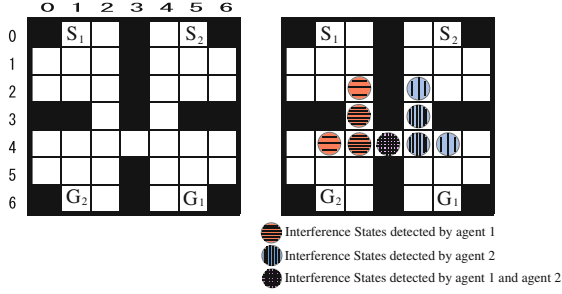 0 1 2 3 4 5 6
0 S1 S2 S1 S2
1
2
3
4
5
6 G2 G1 G2 G1
Interference States detected by agent 1
Interference States detected by agent 2
Interference States detected by agent 1 and agent 2